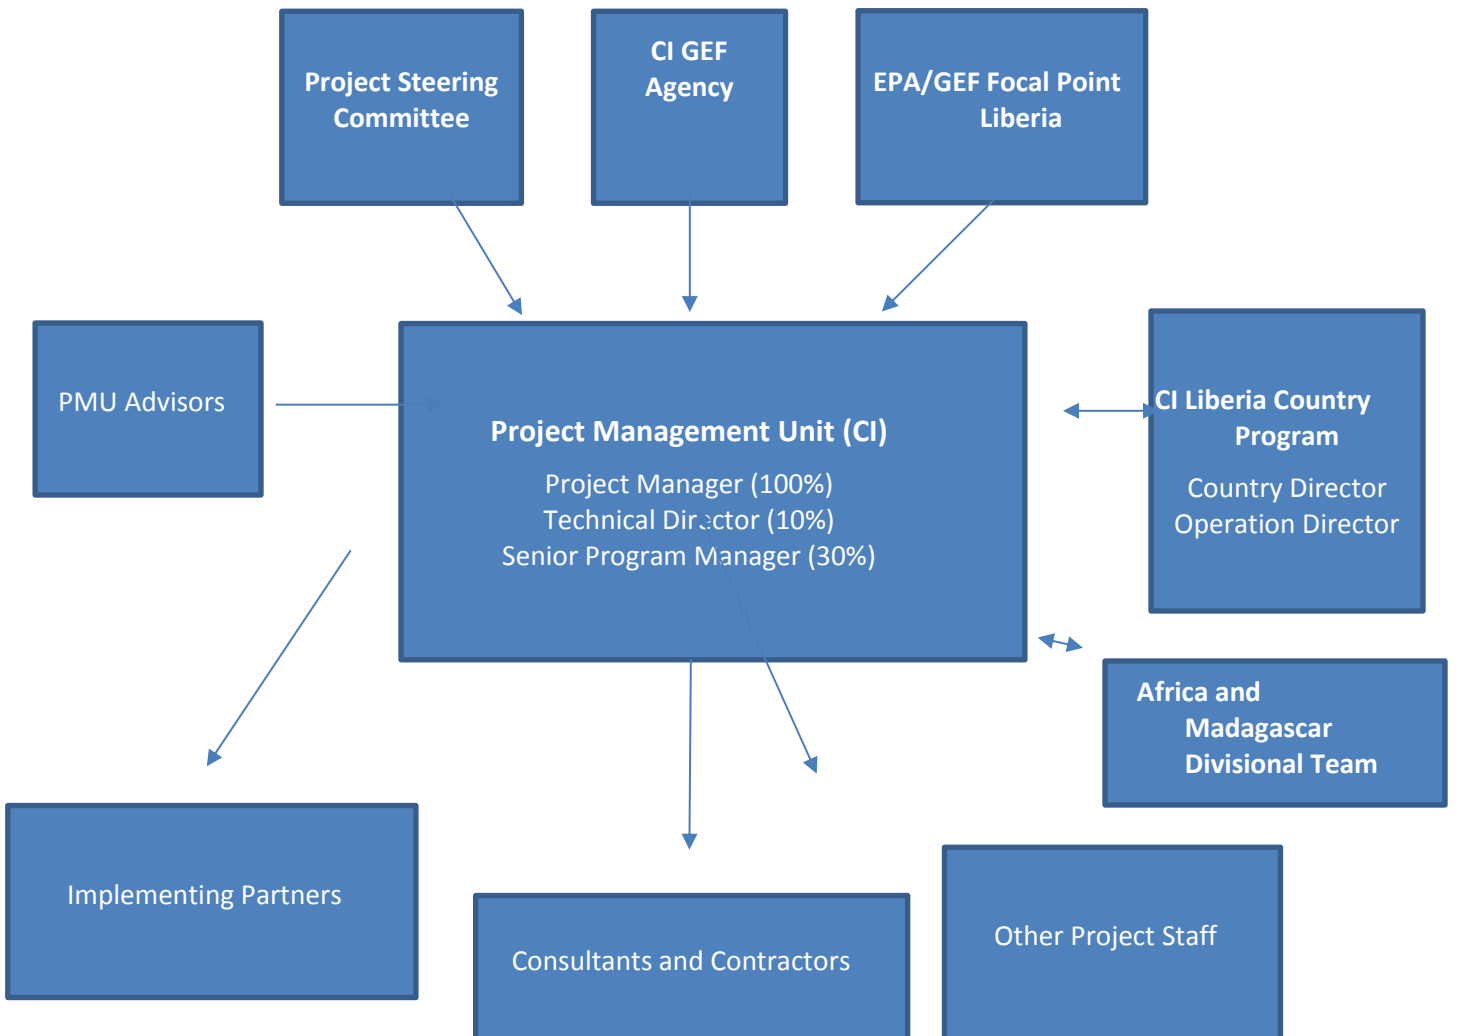 Project Steering
Committee
CI GEF
Agency
EPA/GEF Focal Point
Liberia
PMU Advisors
Project Management Unit (CI)
Project Manager (100%)
Technical Director (10%)
Senior Program Manager (30%)
CI Liberia Country
Program
Country Director
Operation Director
Africa and
Madagascar
Divisional Team
Implementing Partners
Consultants and Contractors
Other Project Staff